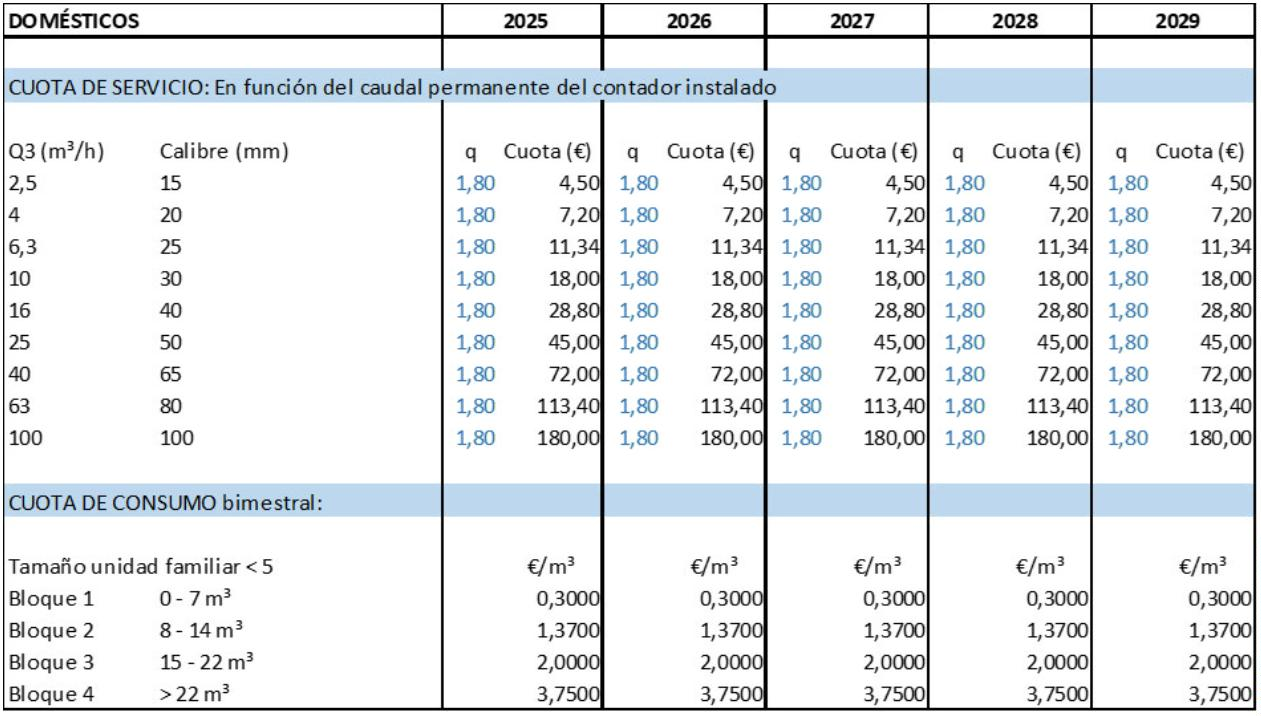 DOMÉSTICOS 2025 2026 2027 2028 2029
CUOTA DE SERVICIO: En función del caudal permanente del contador instalado
Q3 (m³/h) Calibre (mm) q Cuota (€) q Cuota (€) q Cuota (€) q Cuota (€) q Cuota (€)
2,5 15 1,80 4,50 1,80 4,50 1,80 4,50 1,80 4,50 1,80 4,50
4 20 1,80 7,20 1,80 7,20 1,80 7,20 1,80 7,20 1,80 7,20
6,3 25 1,80 11,34 1,80 11,34 1,80 11,34 1,80 11,34 1,80 11,34
10 30 1,80 18,00 1,80 18,00 1,80 18,00 1,80 18,00 1,80 18,00
16 40 1,80 28,80 1,80 28,80 1,80 28,80 1,80 28,80 1,80 28,80
25 50 1,80 45,00 1,80 45,00 1,80 45,00 1,80 45,00 1,80 45,00
40 65 1,80 72,00 1,80 72,00 1,80 72,00 1,80 72,00 1,80 72,00
63 80 1,80 113,40 1,80 113,40 1,80 113,40 1,80 113,40 1,80 113,40
100 100 1,80 180,00 1,80 180,00 1,80 180,00 1,80 180,00 1,80 180,00
CUOTA DE CONSUMO bimestral:
Tamaño unidad familiar < 5 €/m³ €/m³ €/m³ €/m³ €/m³
Bloque 1 0 - 7 m³ 0,3000 0,3000 0,3000 0,3000 0,3000
Bloque 2 8 - 14 m³ 1,3700 1,3700 1,3700 1,3700 1,3700
Bloque 3 15 - 22 m³ 2,0000 2,0000 2,0000 2,0000 2,0000
Bloque 4 > 22 m³ 3,7500 3,7500 3,7500 3,7500 3,7500